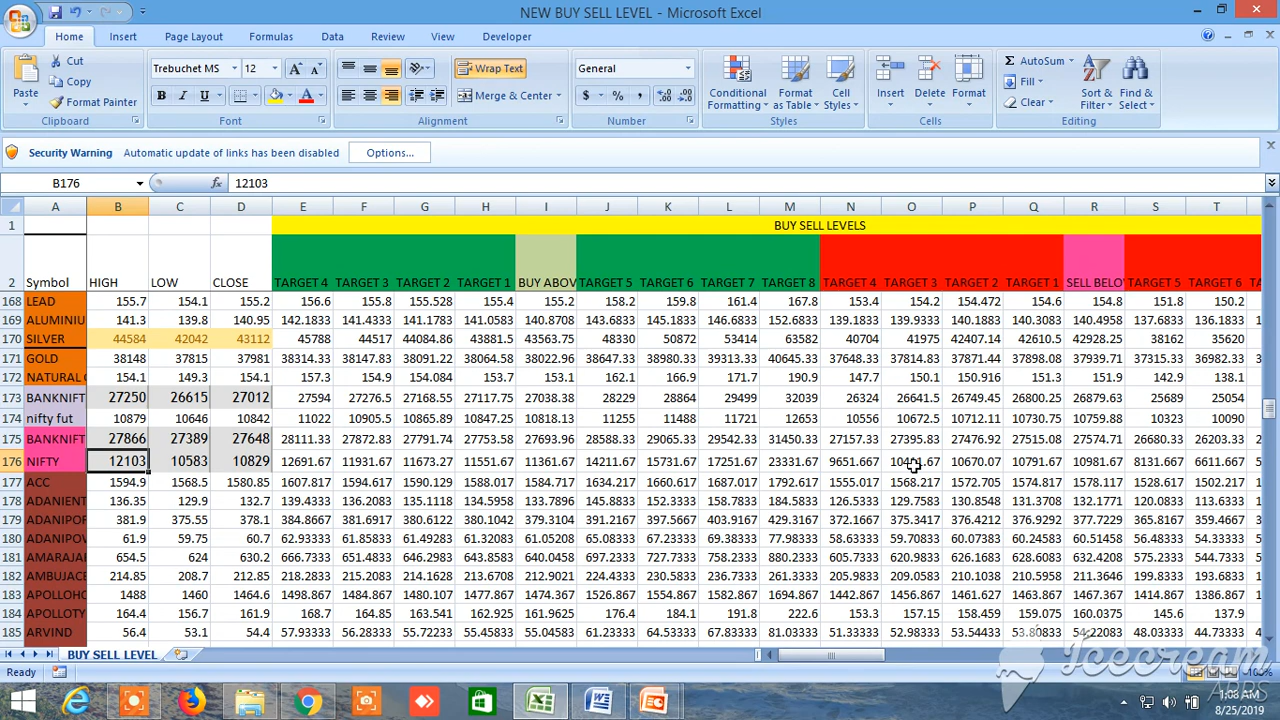 NEW BUY SELL LEVEL - Microsoft Excel
Home Insert Page Layout Formulas Data Review View Developer
Paste Cut Copy Format Painter
Trebuchet MS 12 Wrap Text General
B I U A Merge & Center $ % ,
Conditional Formatting Format as Table Cell Styles Insert Delete Format
AutoSum Fill Clear Sort & Filter Find & Select
Clipboard Font Alignment Number Styles Cells Editing
Security Warning Automatic update of links has been disabled Options...
B176 fx 12103
A B C D E F G H I J K L M N O P Q R S T
1 BUY SELL LEVELS
2 Symbol HIGH LOW CLOSE TARGET 4 TARGET 3 TARGET 2 TARGET 1 BUY ABOV TARGET 5 TARGET 6 TARGET 7 TARGET 8 TARGET 4 TARGET 3 TARGET 2 TARGET 1 SELL BELO TARGET 5 TARGET 6
168 LEAD 155.7 154.1 155.2 156.6 155.8 155.528 155.4 155.2 158.2 159.8 161.4 167.8 153.4 154.2 154.472 154.6 154.8 151.8 150.2
169 ALUMINIU 141.3 139.8 140.95 142.1833 141.4333 141.1783 141.0583 140.8708 143.6833 145.1833 146.6833 152.6833 139.1833 139.9333 140.1883 140.3083 140.4958 137.6833 136.1833
170 SILVER 44584 42042 43112 45788 44517 44084.86 43881.5 43563.75 48330 50872 53414 63582 40704 41975 42407.14 42610.5 42928.25 38162 35620
171 GOLD 38148 37815 37981 38314.33 38147.83 38091.22 38064.58 38022.96 38647.33 38980.33 39313.33 40645.33 37648.33 37814.83 37871.44 37898.08 37939.71 37315.33 36982.33
172 NATURAL 154.1 149.3 154.1 157.3 154.9 154.084 153.7 153.1 162.1 166.9 171.7 190.9 147.7 150.1 150.916 151.3 151.9 142.9 138.1
173 BANKNIFT 27250 26615 27012 27594 27276.5 27168.55 27117.75 27038.38 28229 28864 29499 32039 26324 26641.5 26749.45 26800.25 26879.63 25689 25054
174 nifty fut 10879 10646 10842 11022 10905.5 10865.89 10847.25 10818.13 11255 11488 11721 12653 10556 10672.5 10712.11 10730.75 10759.88 10323 10090
175 BANKNIFT 27866 27389 27648 28111.33 27872.83 27791.74 27753.58 27693.96 28588.33 29065.33 29542.33 31450.33 27157.33 27395.83 27476.92 27515.08 27574.71 26680.33 26203.33
176 NIFTY 12103 10583 10829 12691.67 11931.67 11673.27 11551.67 11361.67 14211.67 15731.67 17251.67 23331.67 9651.667 10670.07 10791.67 10981.67 8131.667 6611.667
177 ACC 1594.9 1568.5 1580.85 1607.817 1594.617 1590.129 1588.017 1584.717 1634.217 1660.617 1687.017 1792.617 1555.017 1568.217 1572.705 1574.817 1578.117 1528.617 1502.217
178 ADANIENT 136.35 129.9 132.7 139.4333 136.2083 135.1118 134.5958 133.7896 145.8833 152.3333 158.7833 184.5833 126.5333 129.7583 130.8548 131.3708 132.1771 120.0833 113.6333
179 ADANIPOR 381.9 375.55 378.1 384.8667 381.6917 380.6122 380.1042 379.3104 391.2167 397.5667 403.9167 429.3167 372.1667 375.3417 376.4212 376.9292 377.7229 365.8167 359.4667
180 ADANIPOV 61.9 59.75 60.7 62.93333 61.85833 61.49283 61.32083 61.05208 65.08333 67.23333 69.38333 77.98333 58.63333 59.70833 60.07383 60.24583 60.51458 56.48333 54.33333
181 AMARAJAI 654.5 624 630.2 666.7333 651.4833 646.2983 643.8583 640.0458 697.2333 727.7333 758.2333 880.2333 605.7333 620.9833 626.1683 628.6083 632.4208 575.2333 544.7333
182 AMBUJACE 214.85 208.7 212.85 218.2833 215.2083 214.1628 213.6708 212.9021 224.4333 230.5833 236.7333 261.3333 205.9833 209.0583 210.1038 210.5958 211.3646 199.8333 193.6833
183 APOLLOHO 1488 1460 1464.6 1498.867 1484.867 1480.107 1477.867 1474.367 1526.867 1554.867 1582.867 1694.867 1442.867 1456.867 1461.627 1463.867 1467.367 1414.867 1386.867
184 APOLLOTY 164.4 156.7 161.9 168.7 164.85 163.541 162.925 161.9625 176.4 184.1 191.8 222.6 153.3 157.15 158.459 159.075 160.0375 145.6 137.9
185 ARVIND 56.4 53.1 54.4 57.93333 56.28333 55.72233 55.45833 55.04583 61.23333 64.53333 67.83333 81.03333 51.33333 52.98333 53.54433 53.80833 54.22083 48.03333 44.73333
BUY SELL LEVEL
Ready
Icecream
APPS
1:08 AM
8/25/2019